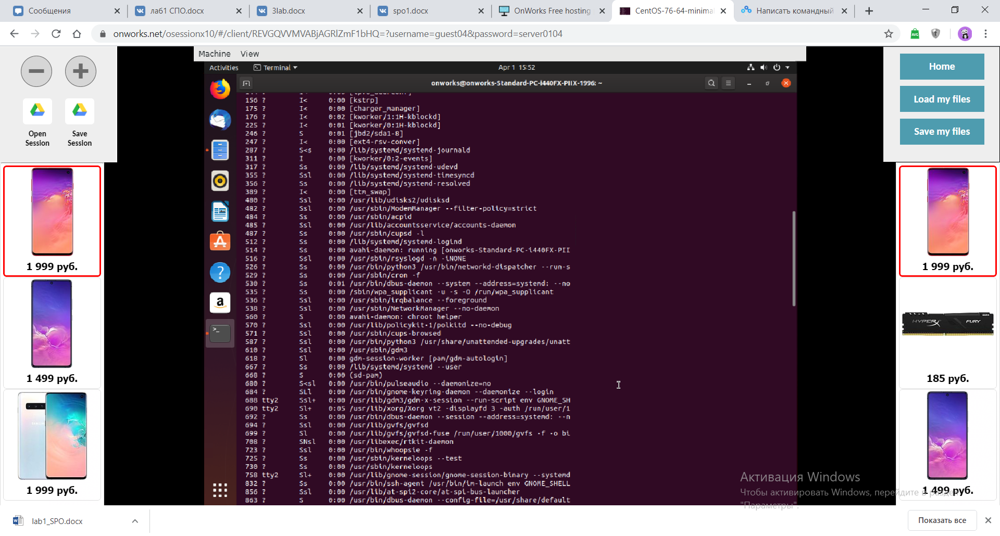 Сообщения
лаб1 СПО.docx
3lab.docx
spo1.docx
OnWorks Free hosting
CentOS-76-64-minimal
Написать командный
onworks.net/osessionx10/#/client/REVGQVVMVABjAGRlZmF1bHQ=?username=guest04&password=server0104
Machine View
Activities Terminal Apr 1 15:52
onworks@onworks-Standard-PC-i440FX-PIIX-1996: ~
Open Session
Save Session
Home
Load my files
Save my files
156 ? I< 0:00 [kstrp]
175 ? I< 0:00 [charger_manager]
176 ? I< 0:02 [kworker/1:1H-kblockd]
225 ? I< 0:01 [kworker/0:1H-kblockd]
246 ? S 0:01 [jbd2/sda1-8]
247 ? I< 0:00 [ext4-rsv-conver]
287 ? S<s 0:00 /lib/systemd/systemd-journald
311 ? I 0:00 [kworker/0:2-events]
317 ? Ss 0:00 /lib/systemd/systemd-udevd
355 ? Ssl 0:00 /lib/systemd/systemd-timesyncd
356 ? Ss 0:00 /lib/systemd/systemd-resolved
389 ? I< 0:00 [ttm_swap]
480 ? Ssl 0:00 /usr/lib/udisks2/udisksd
482 ? Ssl 0:00 /usr/sbin/ModemManager --filter-policy=strict
484 ? Ss 0:00 /usr/sbin/acpid
485 ? Ssl 0:00 /usr/lib/accountsservice/accounts-daemon
487 ? Ss 0:00 /usr/sbin/cupsd -l
512 ? Ss 0:00 /lib/systemd/systemd-logind
514 ? Ss 0:00 avahi-daemon: running [onworks-Standard-PC-i440FX-PII
516 ? Ssl 0:00 /usr/sbin/rsyslogd -n -iNONE
526 ? Ss 0:00 /usr/bin/python3 /usr/bin/networkd-dispatcher --run-s
529 ? Ss 0:00 /usr/sbin/cron -f
530 ? Ss 0:01 /usr/bin/dbus-daemon --system --address=systemd: --no
535 ? Ss 0:00 /sbin/wpa_supplicant -u -s -O /run/wpa_supplicant
536 ? Ssl 0:00 /usr/sbin/irqbalance --foreground
538 ? Ssl 0:00 /usr/sbin/NetworkManager --no-daemon
560 ? S 0:00 avahi-daemon: chroot helper
570 ? Ssl 0:00 /usr/lib/policykit-1/polkitd --no-debug
571 ? Ssl 0:00 /usr/sbin/cups-browsed
587 ? Ssl 0:00 /usr/bin/python3 /usr/share/unattended-upgrades/unatt
610 ? Ssl 0:00 /usr/sbin/gdm3
618 ? Sl 0:00 gdm-session-worker [pam/gdm-autologin]
667 ? Ss 0:00 /lib/systemd/systemd --user
668 ? S 0:00 (sd-pam)
680 ? S<sl 0:00 /usr/bin/pulseaudio --daemonize=no
684 ? SLl 0:00 /usr/bin/gnome-keyring-daemon --daemonize --login
688 tty2 Ssl+ 0:00 /usr/lib/gdm3/gdm-x-session --run-script env GNOME_SH
690 tty2 Sl+ 0:05 /usr/lib/xorg/Xorg vt2 -displayfd 3 -auth /run/user/1
692 ? Ss 0:00 /usr/bin/dbus-daemon --session --address=systemd: --n
694 ? Ssl 0:00 /usr/lib/gvfs/gvfsd
699 ? Sl 0:00 /usr/lib/gvfs/gvfsd-fuse /run/user/1000/gvfs -f -o bi
708 ? SNsl 0:00 /usr/libexec/rtkit-daemon
723 ? Ssl 0:00 /usr/bin/whoopsie -f
725 ? Ss 0:00 /usr/sbin/kerneloops --test
730 ? Ss 0:00 /usr/sbin/kerneloops
758 tty2 Sl+ 0:00 /usr/lib/gnome-session/gnome-session-binary --systemd
832 ? Ss 0:00 /usr/bin/ssh-agent /usr/bin/im-launch env GNOME_SHELL
856 ? Ssl 0:00 /usr/lib/at-spi2-core/at-spi-bus-launcher
863 ? S 0:00 /usr/bin/dbus-daemon --config-file=/usr/share/default
1 999 руб.
1 499 руб.
1 999 руб.
1 999 руб.
HYPERX FURY DDR4
185 руб.
1 499 руб.
Активация Windows
Чтобы активировать Windows, перейдите в раздел
"Параметры".
lab1_SPO.docx
Показать все